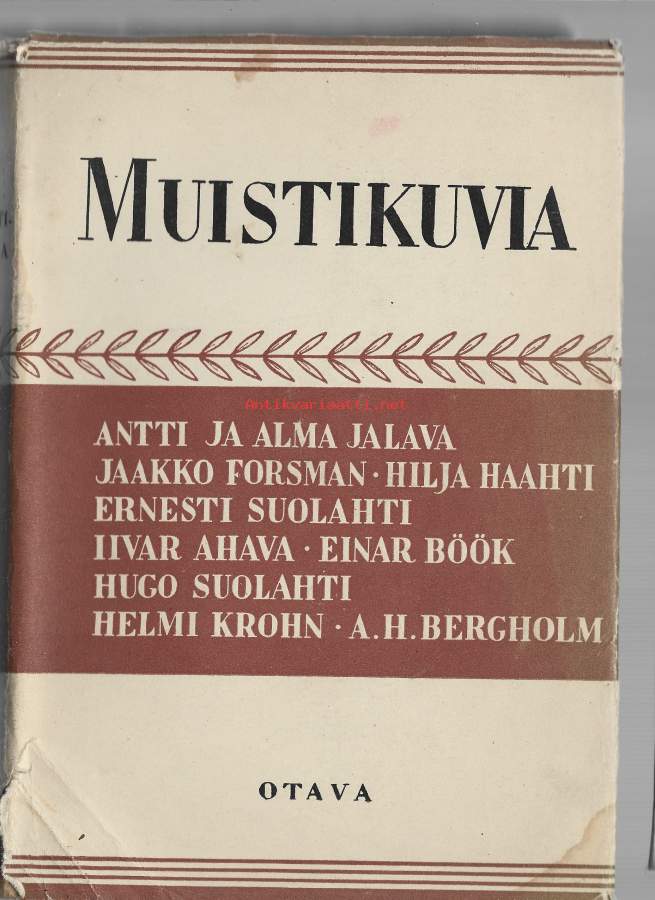 MUISTIKUVIA
Antikvariaatti.net
ANTTI JA ALMA JALAVA
JAAKKO FORSMAN · HILJA HAAHTI
ERNESTI SUOLAHTI
IIVAR AHAVA · EINAR BÖÖK
HUGO SUOLAHTI
HELMI KROHN · A.H. BERGHOLM
OTAVA